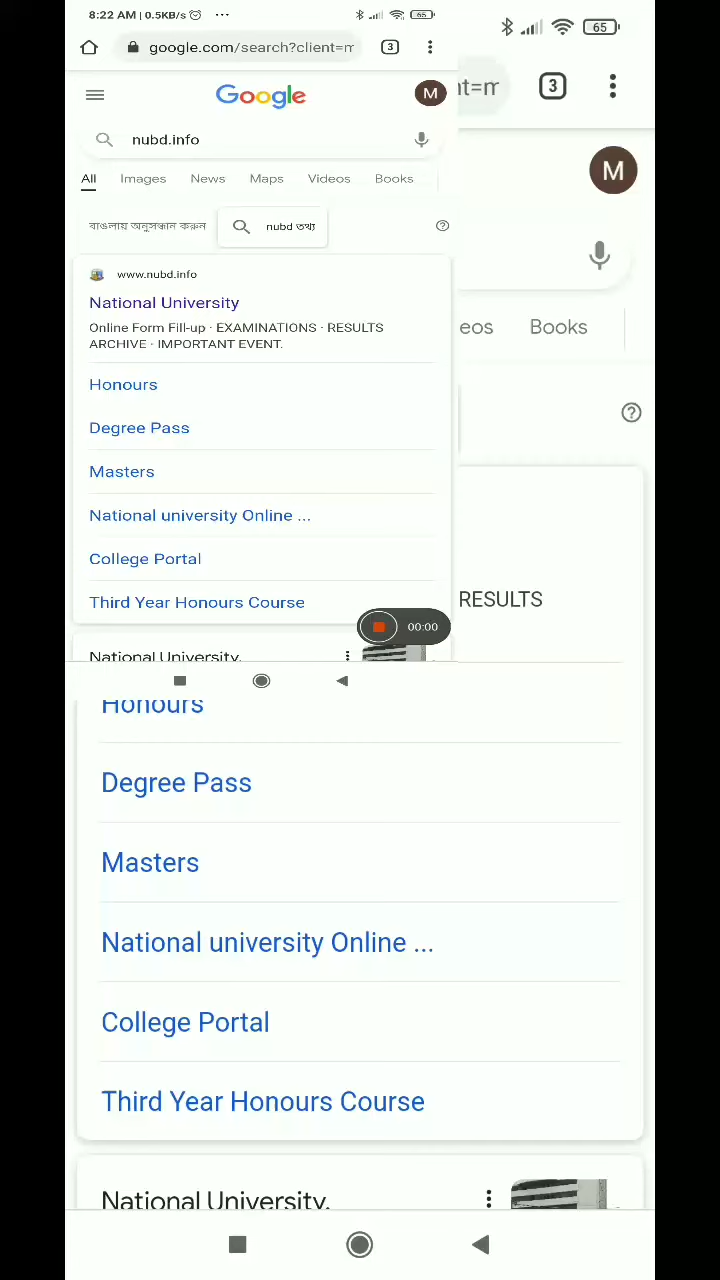 8:22 AM | 0.5KB/s
65
google.com/search?client=m
3
Google
M
nubd.info
All Images News Maps Videos Books
বাঙলায় অনুসন্ধান করুন nubd তথ্য
www.nubd.info
National University
Online Form Fill-up · EXAMINATIONS · RESULTS
ARCHIVE · IMPORTANT EVENT.
Honours
Degree Pass
Masters
National university Online ...
College Portal
Third Year Honours Course
00:00
National University.
65
nt=m
3
M
eos Books
RESULTS
Honours
Degree Pass
Masters
National university Online ...
College Portal
Third Year Honours Course
National University.